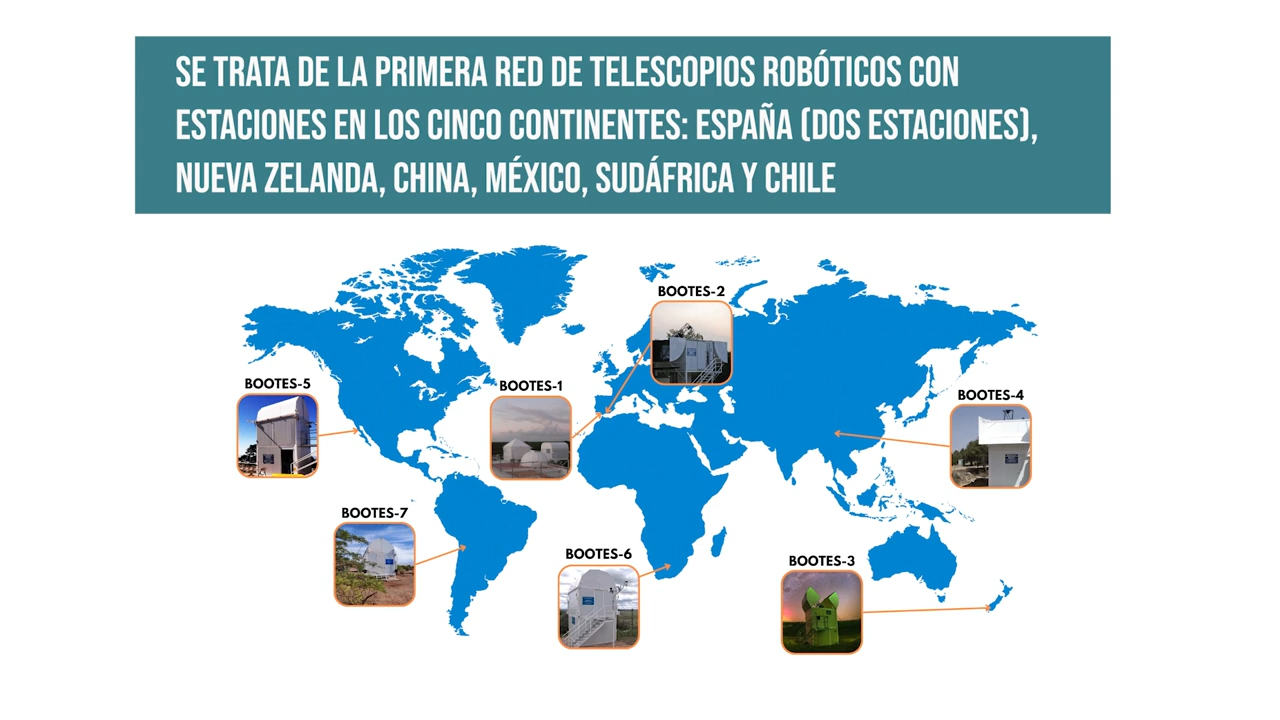 SE TRATA DE LA PRIMERA RED DE TELESCOPIOS ROBÓTICOS CON
ESTACIONES EN LOS CINCO CONTINENTES: ESPAÑA (DOS ESTACIONES),
NUEVA ZELANDA, CHINA, MÉXICO, SUDÁFRICA Y CHILE
BOOTES-2
BOOTES-5
BOOTES-1
BOOTES-4
BOOTES-7
BOOTES-6
BOOTES-3